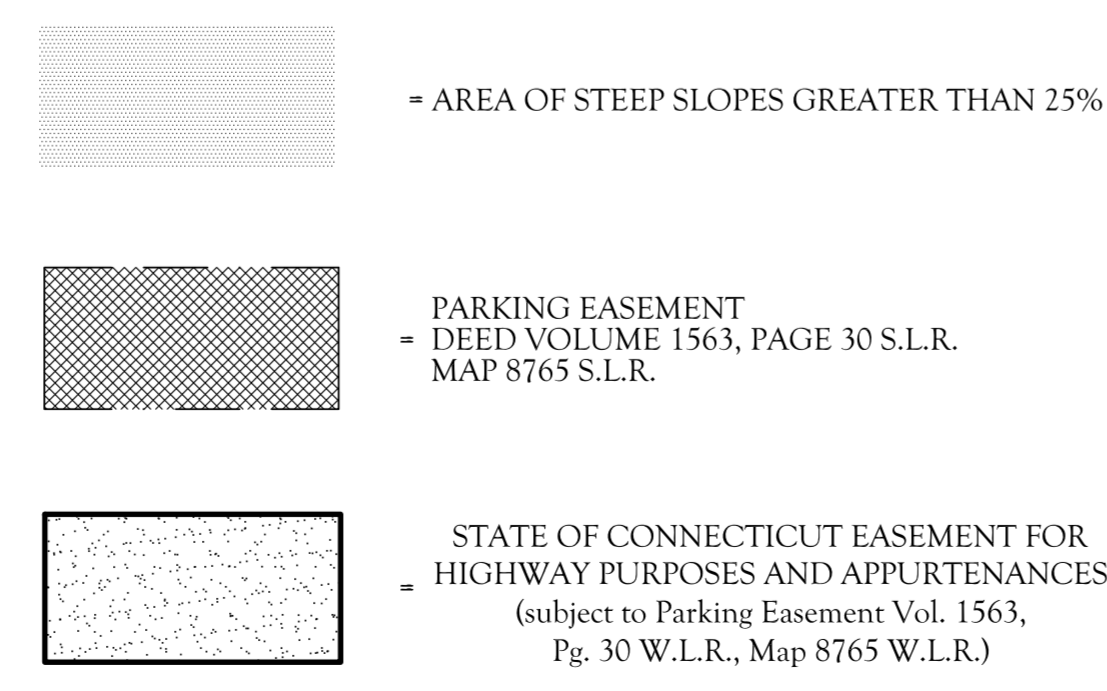 = AREA OF STEEP SLOPES GREATER THAN 25%
PARKING EASEMENT
= DEED VOLUME 1563, PAGE 30 S.L.R.
MAP 8765 S.L.R.
STATE OF CONNECTICUT EASEMENT FOR
= HIGHWAY PURPOSES AND APPURTENANCES
(subject to Parking Easement Vol. 1563,
Pg. 30 W.L.R., Map 8765 W.L.R.)